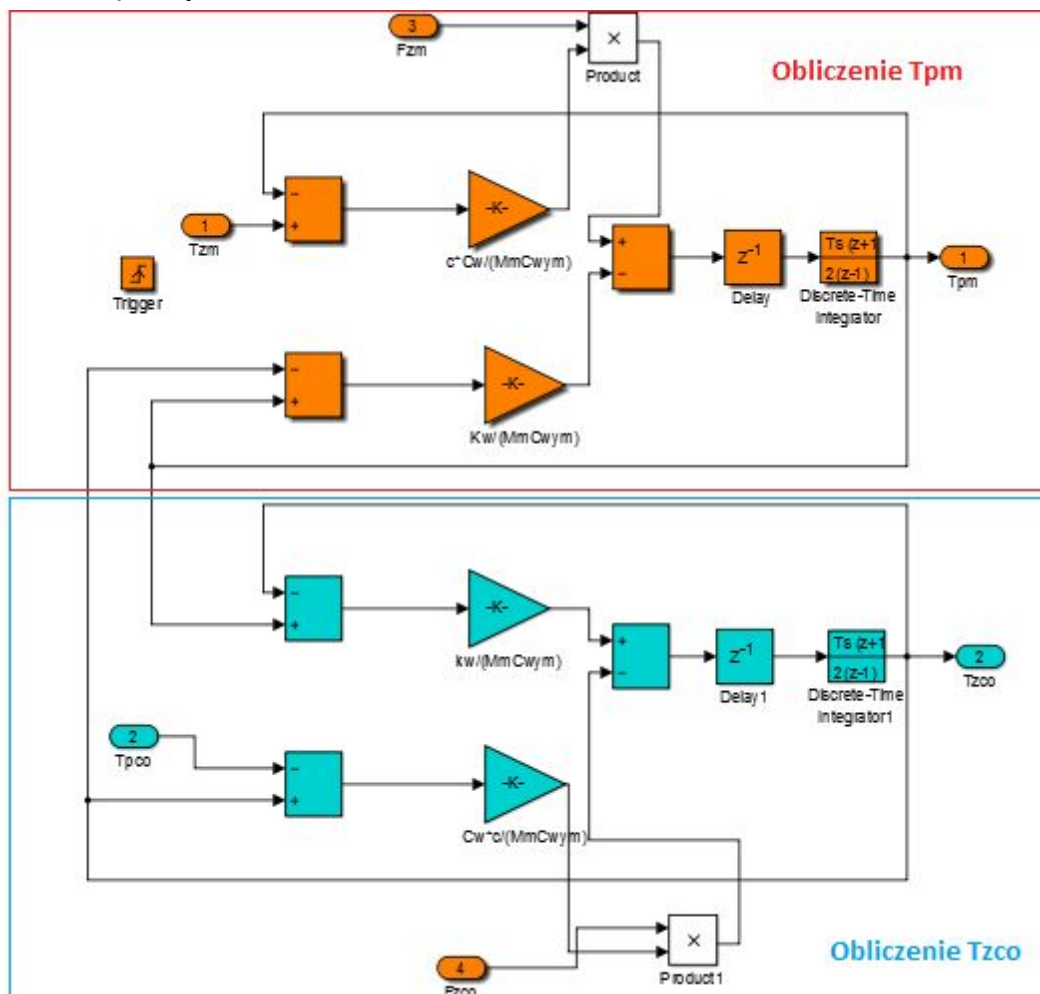 3
Fzm
×
Product
Obliczenie Tpm
−
+
1
Tzm
-K-
c*Cw/(MmCwym)
Trigger
+
−
z-1
Delay
Ts (z+1
2 (z-1)
Discrete-Time
Integrator
1
Tpm
−
+
-K-
Kw/(MmCwym)
−
+
-K-
kw/(MmCwym)
+
−
z-1
Delay1
Ts (z+1
2 (z-1)
Discrete-Time
Integrator1
2
Tzco
2
Tpco
−
+
-K-
Cw*c/(MmCwym)
×
Product1
4
Fzco
Obliczenie Tzco